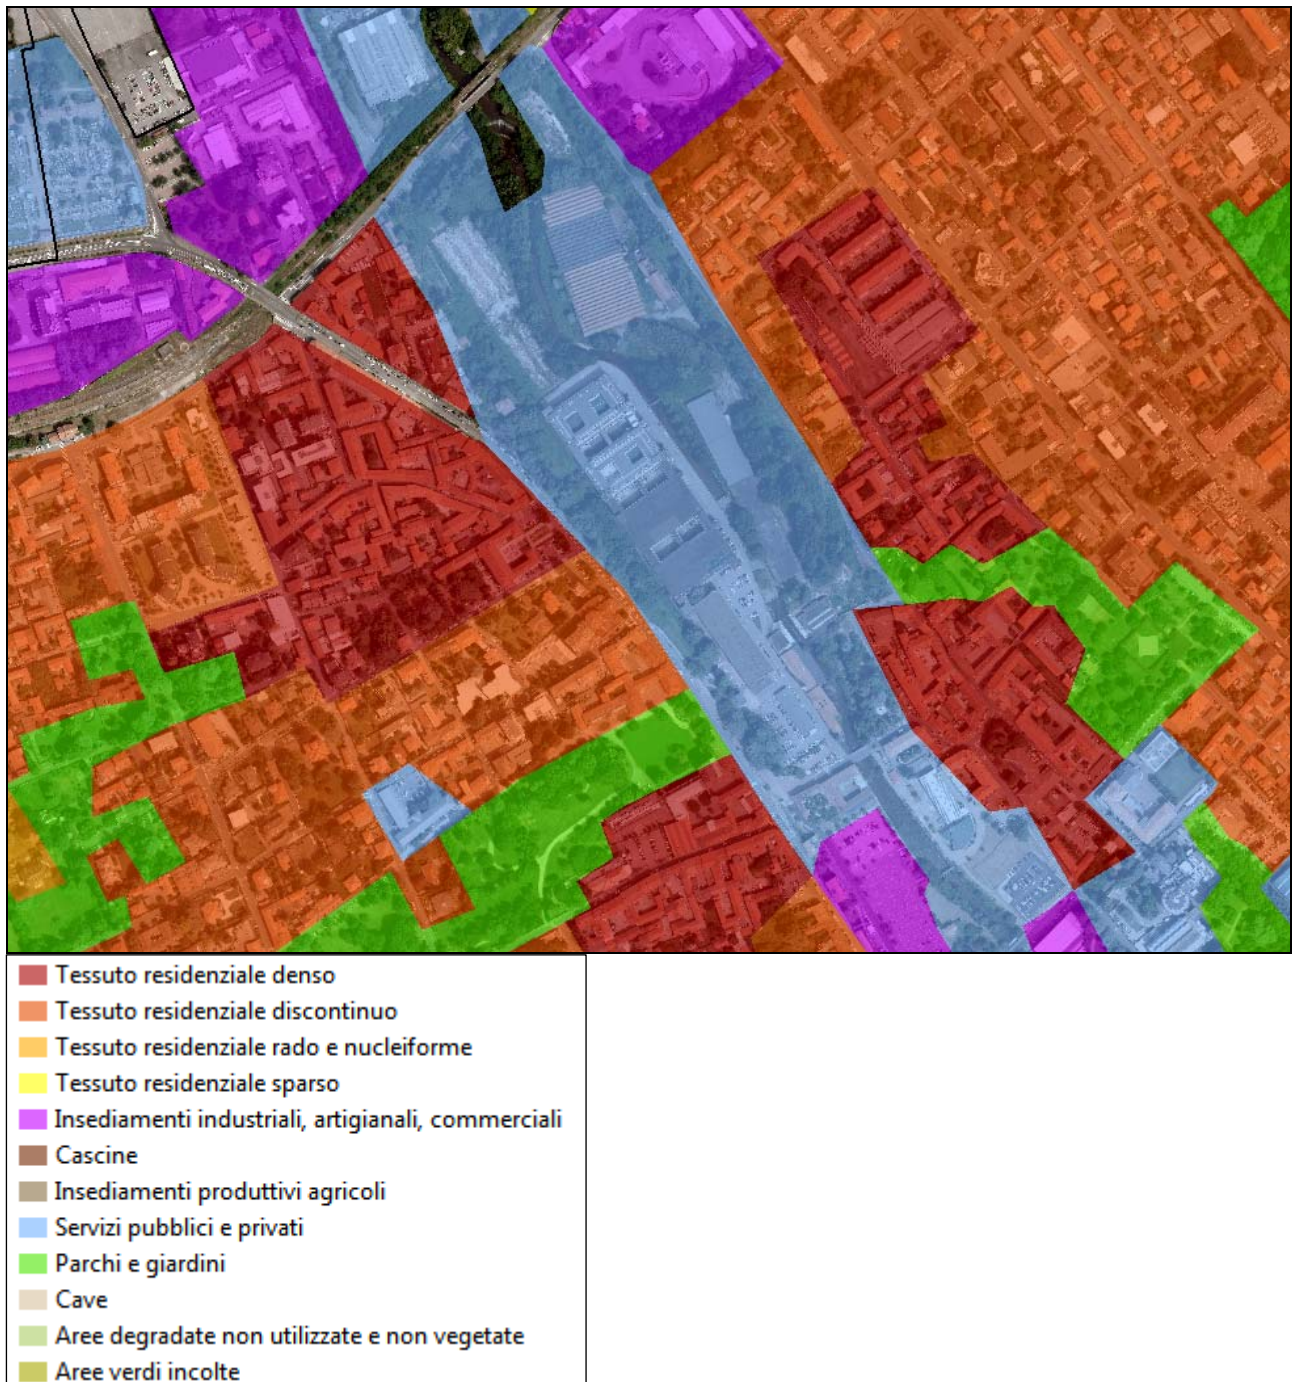 Tessuto residenziale denso
Tessuto residenziale discontinuo
Tessuto residenziale rado e nucleiforme
Tessuto residenziale sparso
Insediamenti industriali, artigianali, commerciali
Cascine
Insediamenti produttivi agricoli
Servizi pubblici e privati
Parchi e giardini
Cave
Aree degradate non utilizzate e non vegetate
Aree verdi incolte